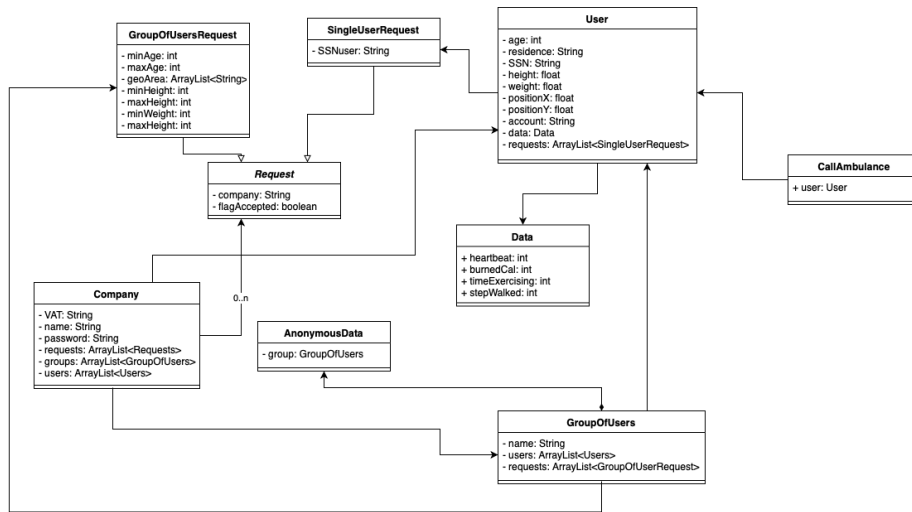 GroupOfUsersRequest
- minAge: int
- maxAge: int
- geoArea: ArrayList<String>
- minHeight: int
- maxHeight: int
- minWeight: int
- maxHeight: int
SingleUserRequest
- SSNuser: String
User
- age: int
- residence: String
- SSN: String
- height: float
- weight: float
- positionX: float
- positionY: float
- account: String
- data: Data
- requests: ArrayList<SingleUserRequest>
Request
- company: String
- flagAccepted: boolean
CallAmbulance
+ user: User
Data
+ heartbeat: int
+ burnedCal: int
+ timeExercising: int
+ stepWalked: int
Company
- VAT: String
- name: String
- password: String
- requests: ArrayList<Requests>
- groups: ArrayList<GroupOfUsers>
- users: ArrayList<Users>
0..n
AnonymousData
- group: GroupOfUsers
GroupOfUsers
- name: String
- users: ArrayList<Users>
- requests: ArrayList<GroupOfUserRequest>